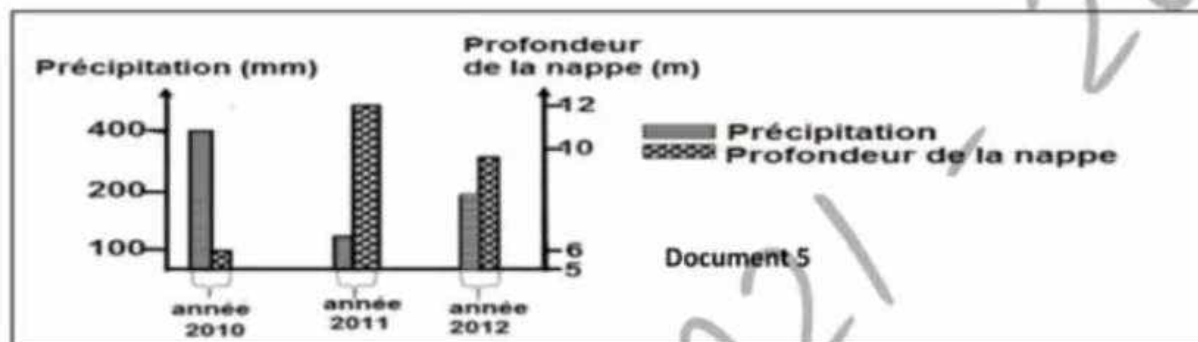 Précipitation (mm)
Profondeur
de la nappe (m)
400
200
100
12
10
6
5
Précipitation
Profondeur de la nappe
Document 5
année
2010
année
2011
année
2012